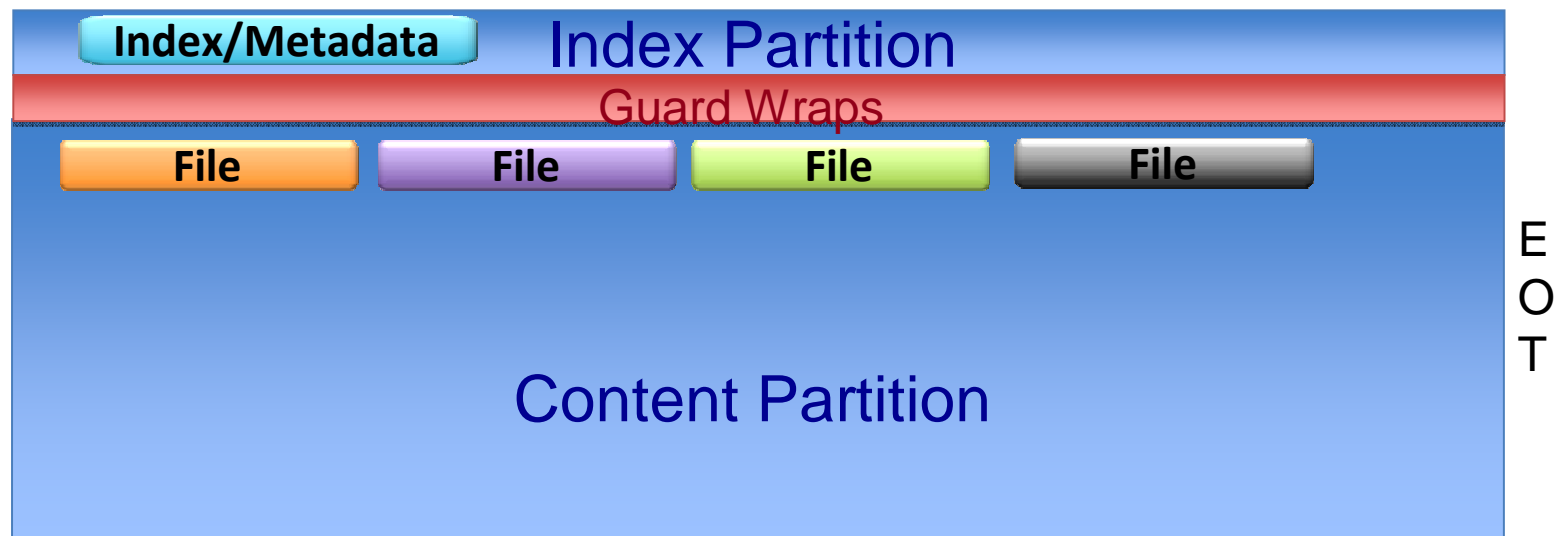 Index/Metadata Index Partition
Guard Wraps
File File File File
E
O
T
Content Partition